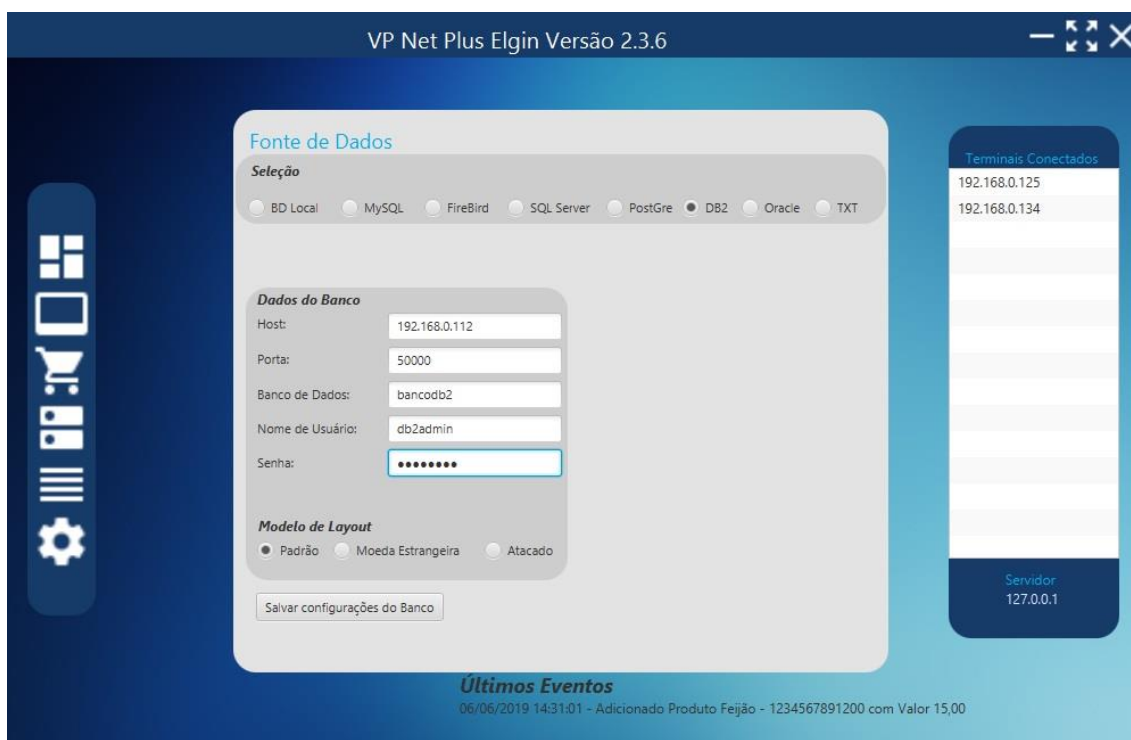 VP Net Plus Elgin Versão 2.3.6
Fonte de Dados
Seleção
BD Local MySQL FireBird SQL Server PostGre DB2 Oracle TXT
Dados do Banco
Host: 192.168.0.112
Porta: 50000
Banco de Dados: bancodb2
Nome de Usuário: db2admin
Senha: ••••••••
Modelo de Layout
Padrão Moeda Estrangeira Atacado
Salvar configurações do Banco
Terminais Conectados
192.168.0.125
192.168.0.134
Servidor
127.0.0.1
Últimos Eventos
06/06/2019 14:31:01 - Adicionado Produto Feijão - 1234567891200 com Valor 15,00